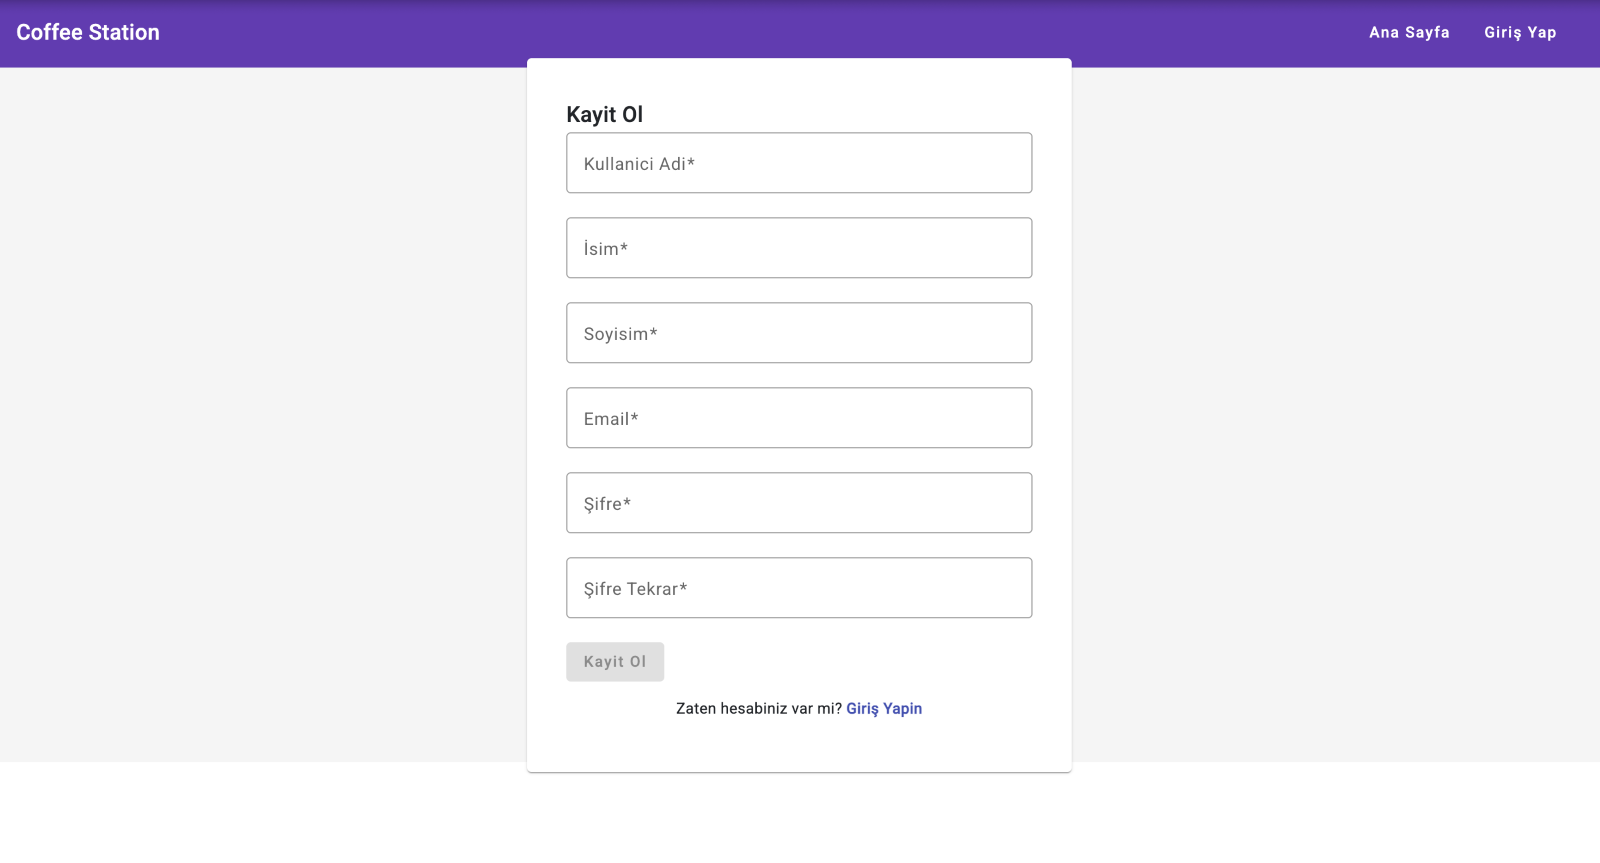 Coffee Station
Ana Sayfa
Giriş Yap
Kayit Ol
Kullanici Adi*
İsim*
Soyisim*
Email*
Şifre*
Şifre Tekrar*
Kayit Ol
Zaten hesabiniz var mi? Giriş Yapin